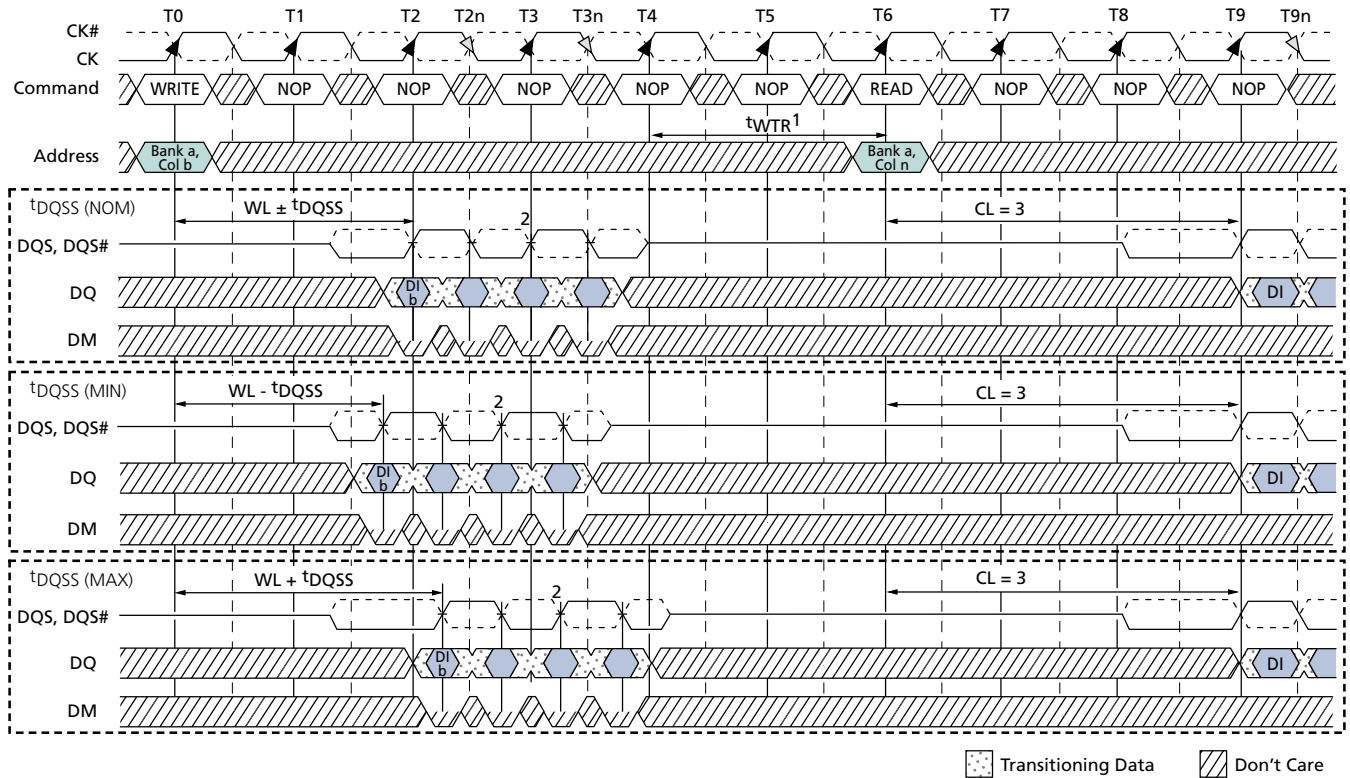 T0 T1 T2 T2n T3 T3n T4 T5 T6 T7 T8 T9 T9n
CK#
CK
Command WRITE NOP NOP NOP NOP NOP READ NOP NOP NOP
tWTR1
Address Bank a, Col b Bank a, Col n
tDQSS (NOM) WL ± tDQSS 2 CL = 3
DQS, DQS#
DQ DI b DI
DM
tDQSS (MIN) WL - tDQSS 2 CL = 3
DQS, DQS#
DQ DI b DI
DM
tDQSS (MAX) WL + tDQSS 2 CL = 3
DQS, DQS#
DQ DI b DI
DM
Transitioning Data Don't Care